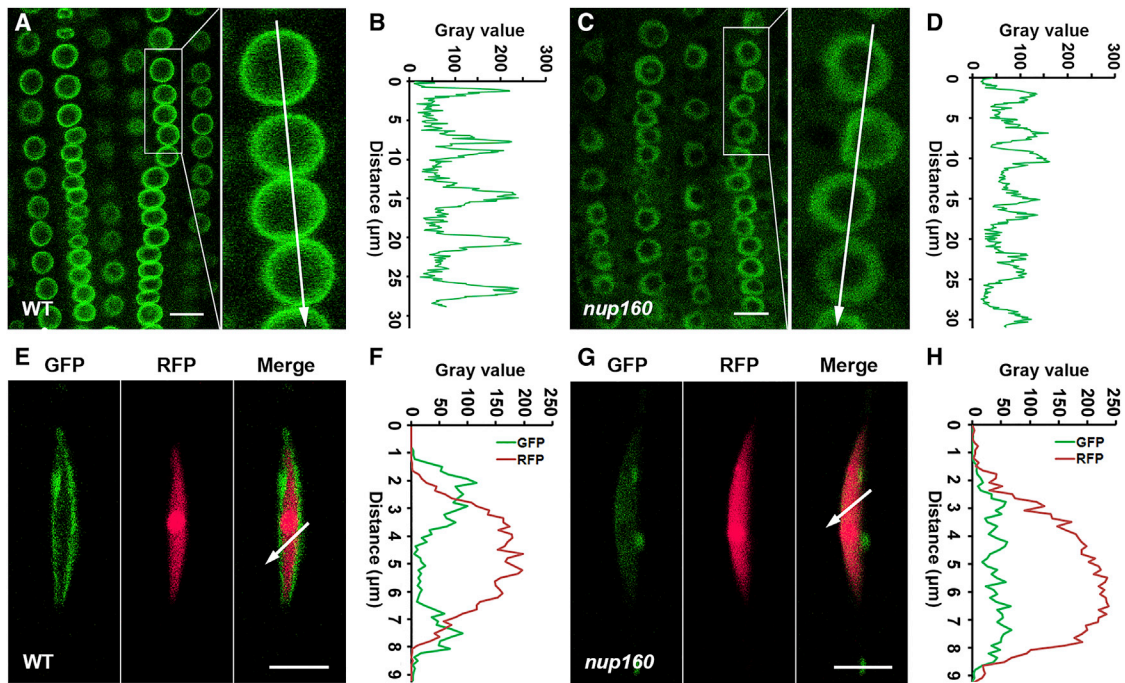 A
WT
B
Gray value
0 100 200 300
Distance (µm)
0
5
10
15
20
25
30
C
nup160
D
Gray value
0 100 200 300
Distance (µm)
0
5
10
15
20
25
30
E
GFP RFP Merge
WT
F
Gray value
0 50 100 150 200 250
GFP
RFP
Distance (µm)
0
1
2
3
4
5
6
7
8
9
G
GFP RFP Merge
nup160
H
Gray value
0 50 100 150 200 250
GFP
RFP
Distance (µm)
0
1
2
3
4
5
6
7
8
9